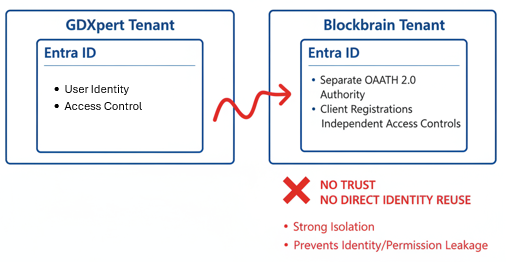 GDXpert Tenant
Entra ID
• User Identity
• Access Control
Blockbrain Tenant
Entra ID
• Separate OAATH 2.0
Authority
• Client Registrations
Independent Access Controls
NO TRUST
NO DIRECT IDENTITY REUSE
• Strong Isolation
• Prevents Identity/Permission Leakage